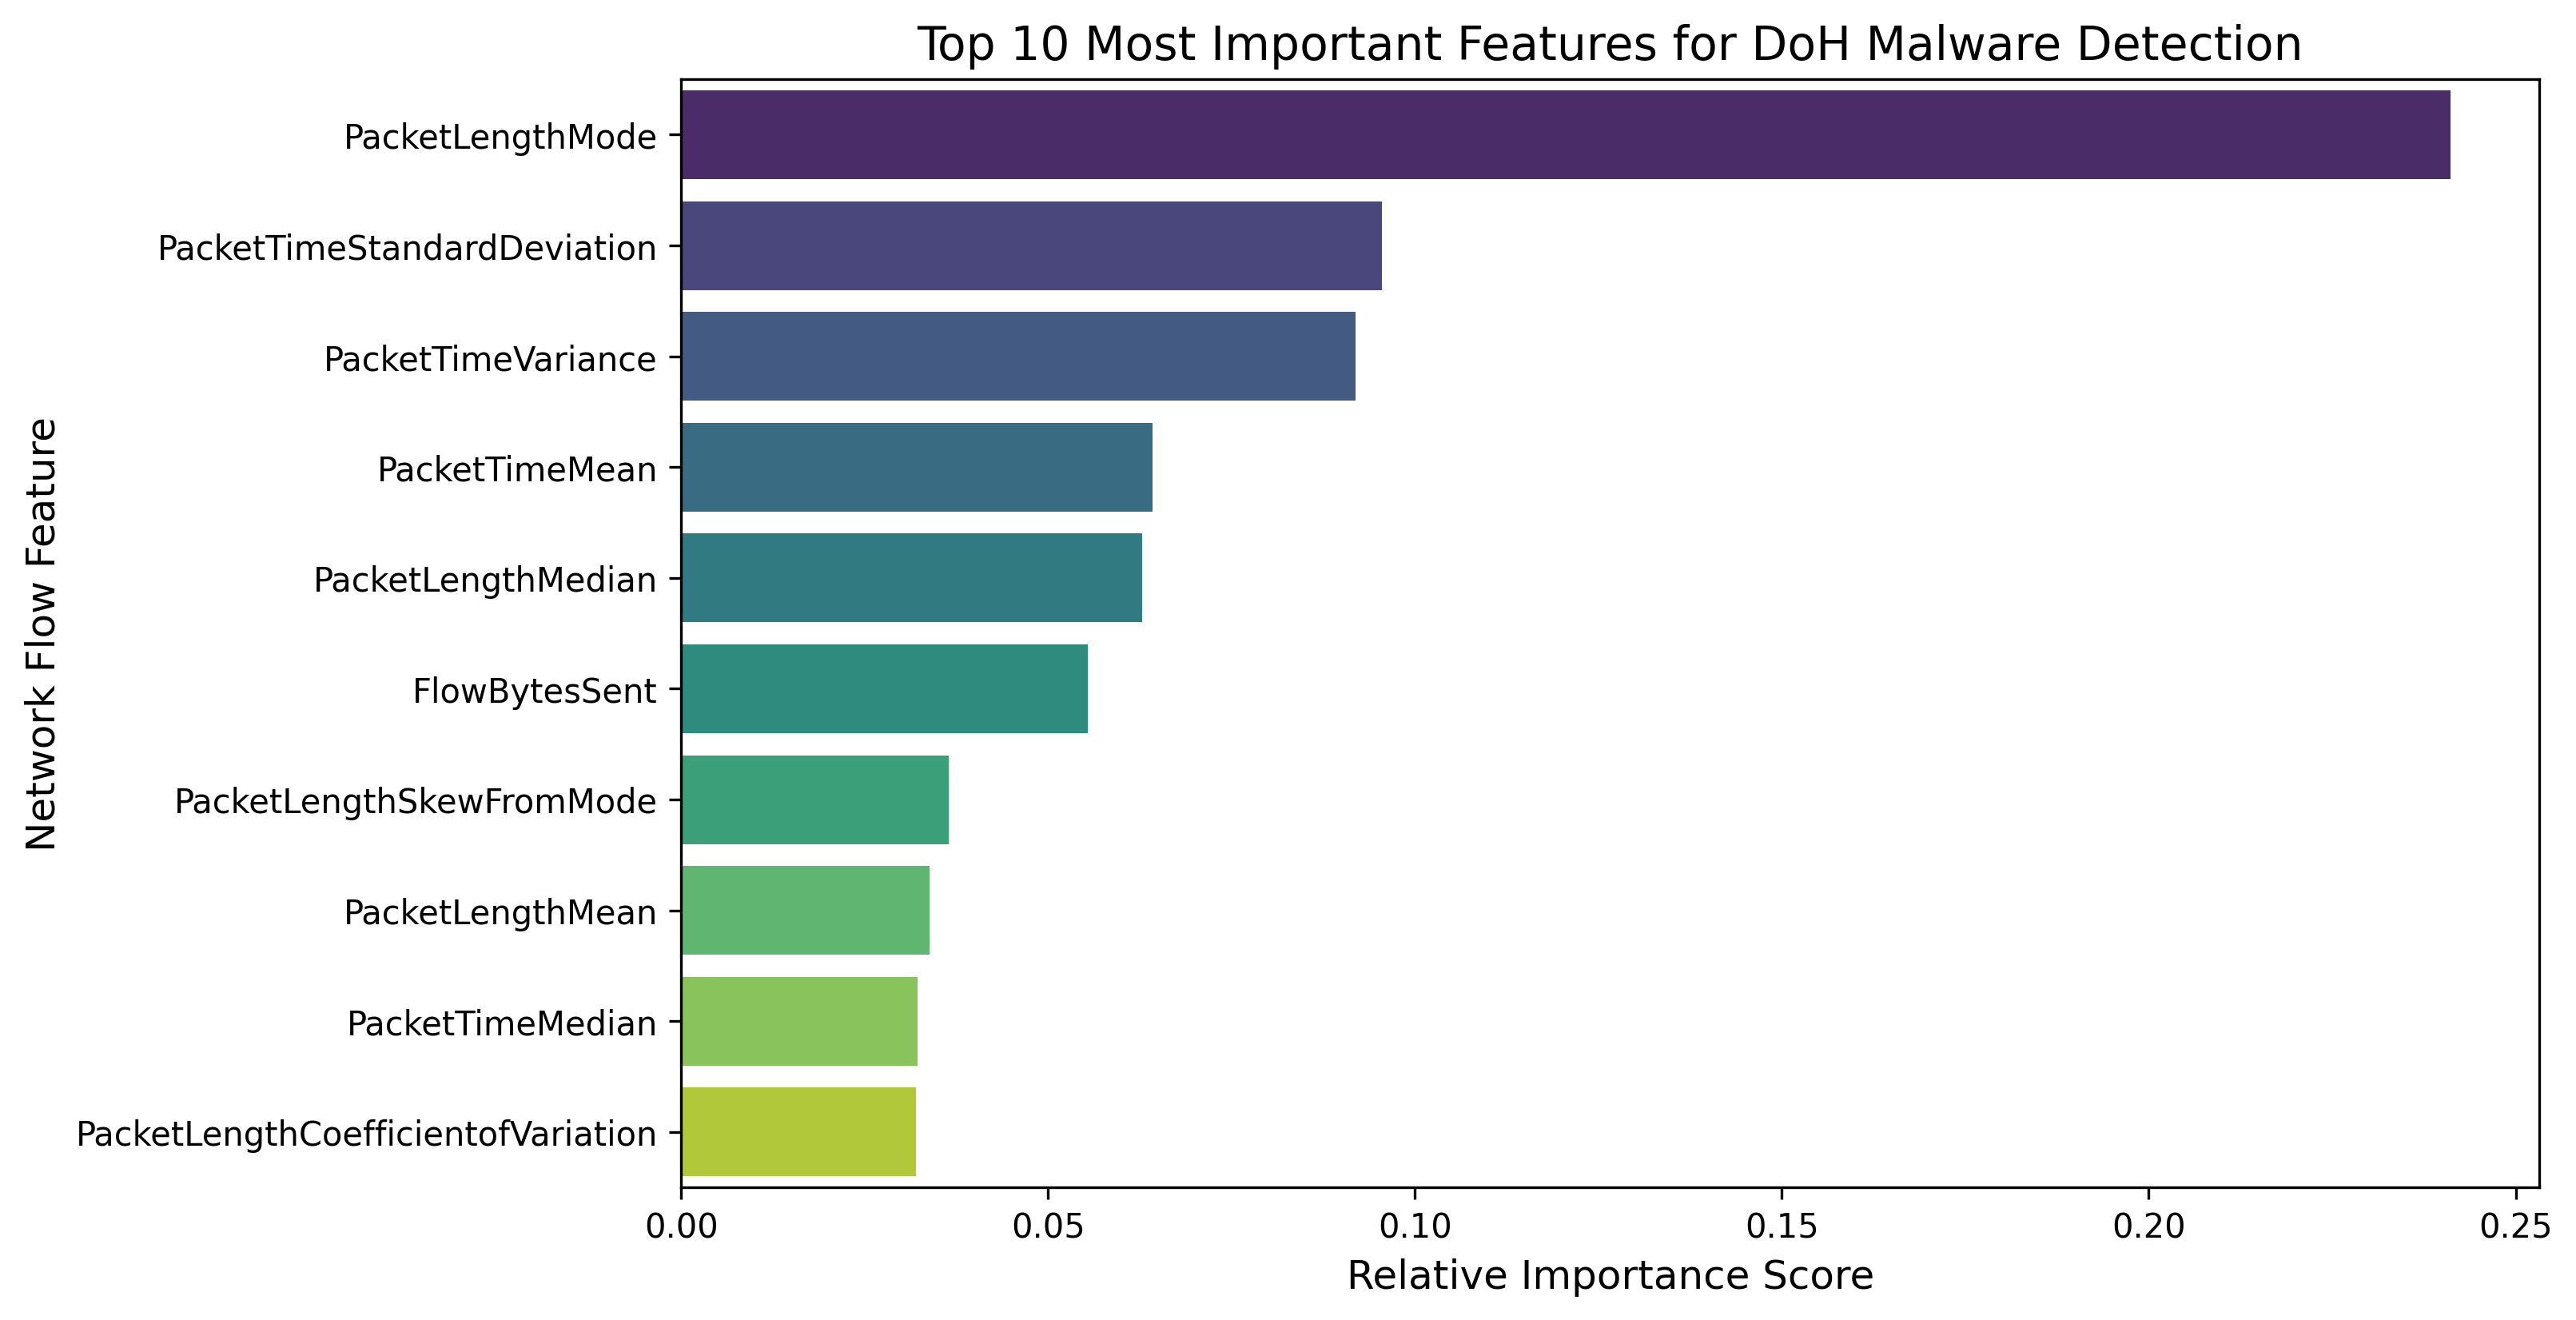 Top 10 Most Important Features for DoH Malware Detection
Network Flow Feature
PacketLengthMode
PacketTimeStandardDeviation
PacketTimeVariance
PacketTimeMean
PacketLengthMedian
FlowBytesSent
PacketLengthSkewFromMode
PacketLengthMean
PacketTimeMedian
PacketLengthCoefficientofVariation
0.00 0.05 0.10 0.15 0.20 0.25
Relative Importance Score